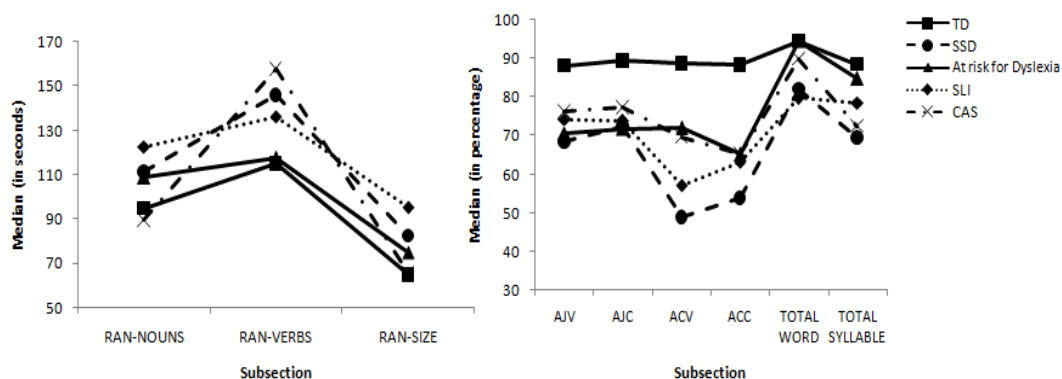 170
150
130
110
90
70
50
Median (in seconds)
RAN-NOUNS RAN-VERBS RAN-SIZE
Subsection
100
90
80
70
60
50
40
30
Median (in percentage)
AJV AJC ACV ACC TOTAL WORD TOTAL SYLLABLE
Subsection
TD
SSD
At risk for Dyslexia
SLI
CAS